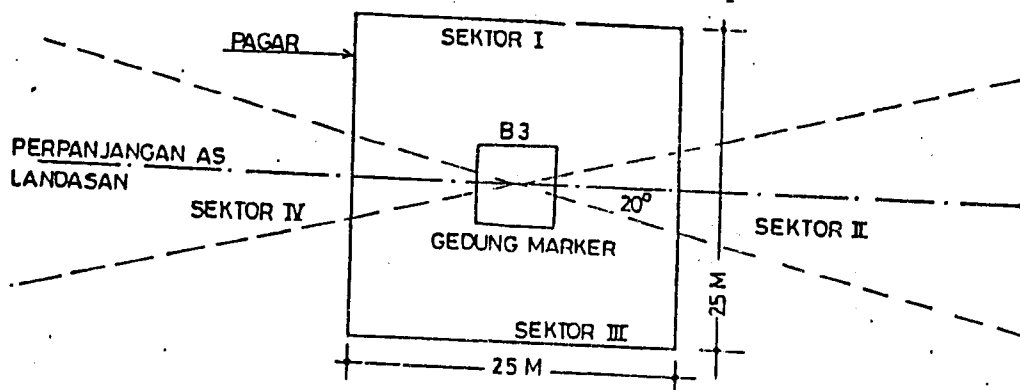 SEKTOR I
PAGAR
B3
PERPANJANGAN AS
LANDASAN
SEKTOR IV
20°
SEKTOR II
GEDUNG MARKER
25 M
SEKTOR III
25 M